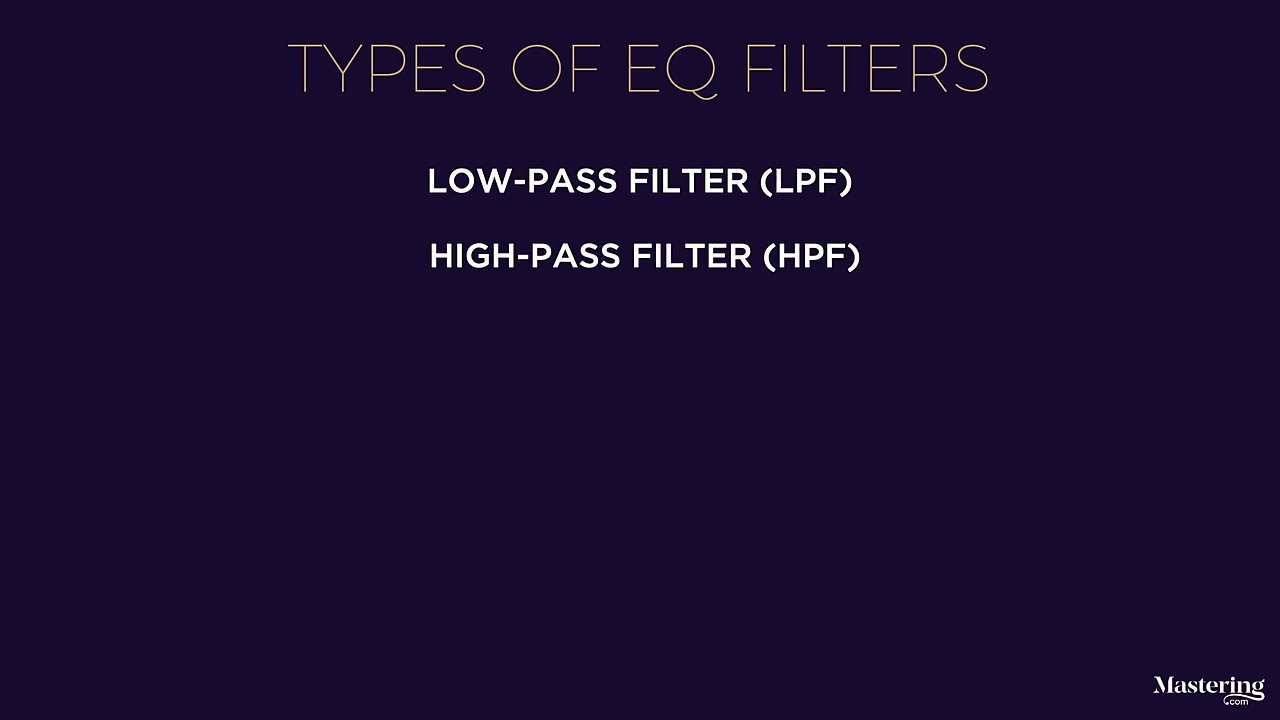 TYPES OF EQ FILTERS
LOW-PASS FILTER (LPF)
HIGH-PASS FILTER (HPF)
Mastering
.com